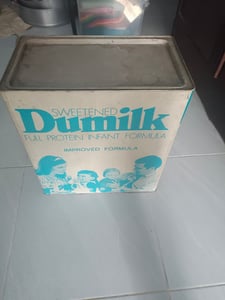 SWEETENED
Dumilk
FULL PROTEIN INFANT FORMULA
IMPROVED FORMULA